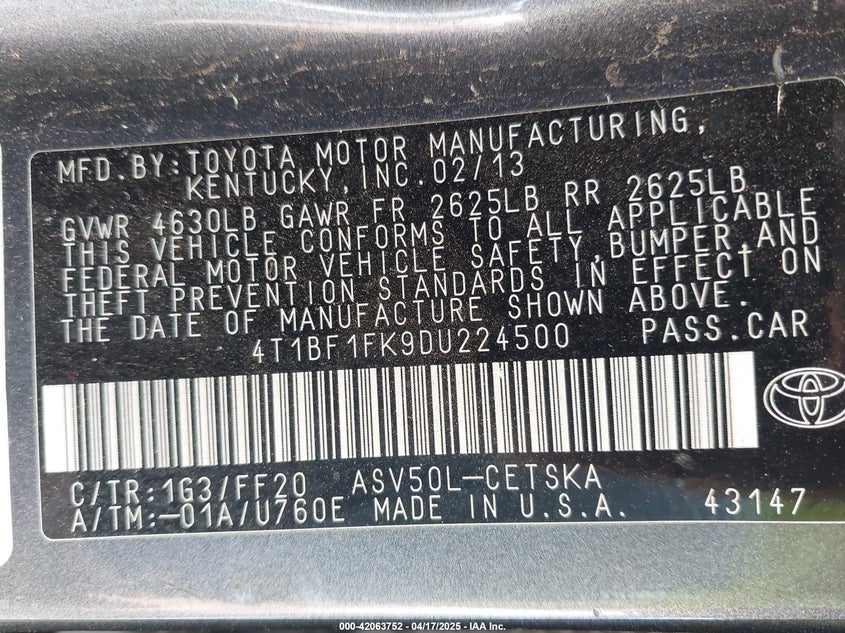 MFD.BY:TOYOTA MOTOR MANUFACTURING,
KENTUCKY,INC.02/13
GVWR 4630LB GAWR FR 2625LB RR 2625LB
THIS VEHICLE CONFORMS TO ALL APPLICABLE
FEDERAL MOTOR VEHICLE SAFETY,BUMPER,AND
THEFT PREVENTION STANDARDS IN EFFECT ON
THE DATE OF MANUFACTURE SHOWN ABOVE.
4T1BF1FK9DU224500 PASS.CAR
C/TR:1G3/FF20 ASV50L-CETSKA
A/TM:-01A/U760E MADE IN U.S.A. 43147
000-42063752 - 04/17/2025 - IAA Inc.